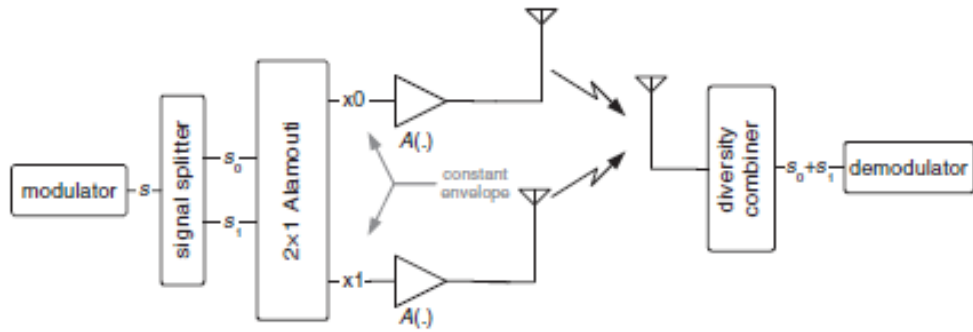 modulator
s
signal splitter
s0
s1
2×1 Alamouti
x0
x1
A(.)
A(.)
constant
envelope
diversity
combiner
s0+s1
demodulator